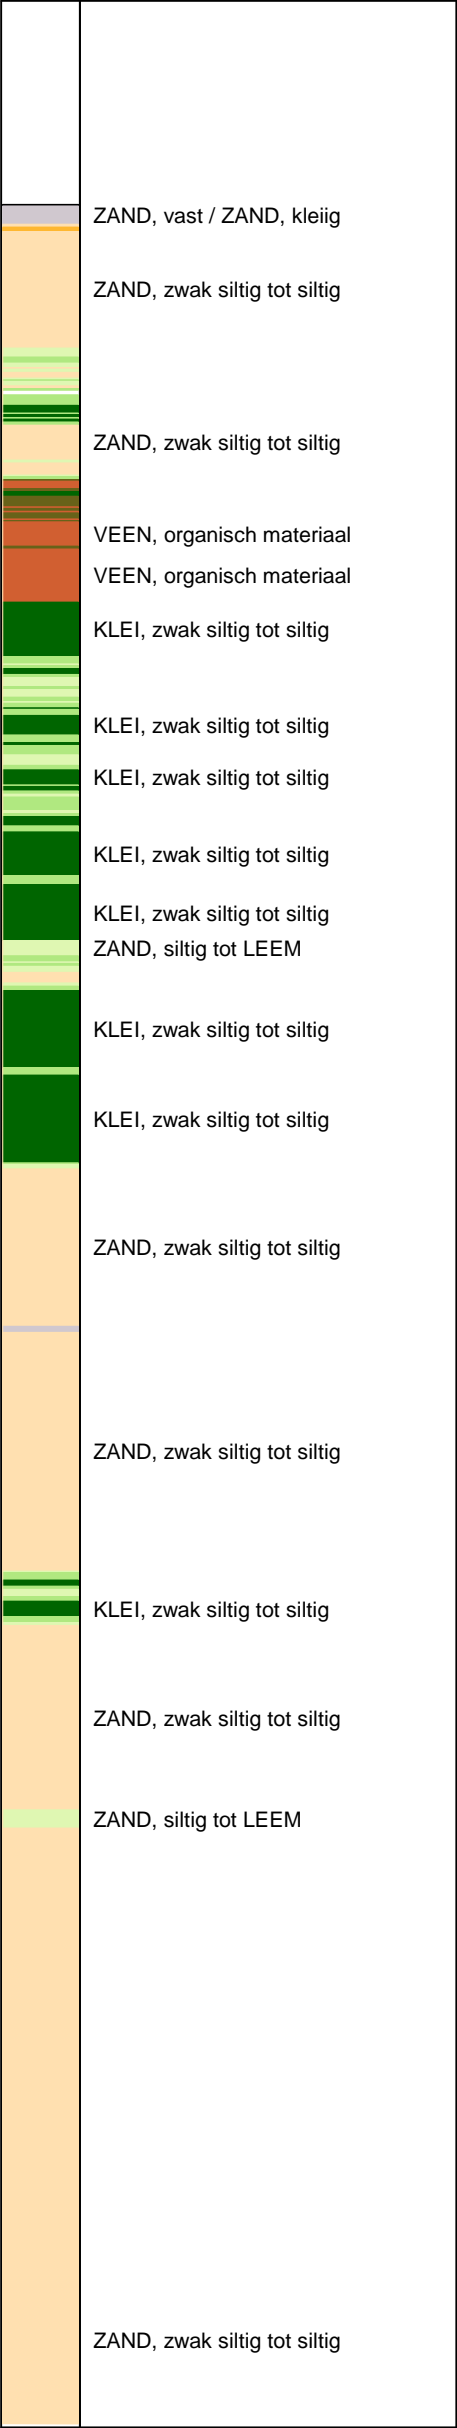 ZAND, vast / ZAND, kleiig
ZAND, zwak siltig tot siltig
ZAND, zwak siltig tot siltig
VEEN, organisch materiaal
VEEN, organisch materiaal
KLEI, zwak siltig tot siltig
KLEI, zwak siltig tot siltig
KLEI, zwak siltig tot siltig
KLEI, zwak siltig tot siltig
KLEI, zwak siltig tot siltig
ZAND, siltig tot LEEM
KLEI, zwak siltig tot siltig
KLEI, zwak siltig tot siltig
ZAND, zwak siltig tot siltig
ZAND, zwak siltig tot siltig
KLEI, zwak siltig tot siltig
ZAND, zwak siltig tot siltig
ZAND, siltig tot LEEM
ZAND, zwak siltig tot siltig